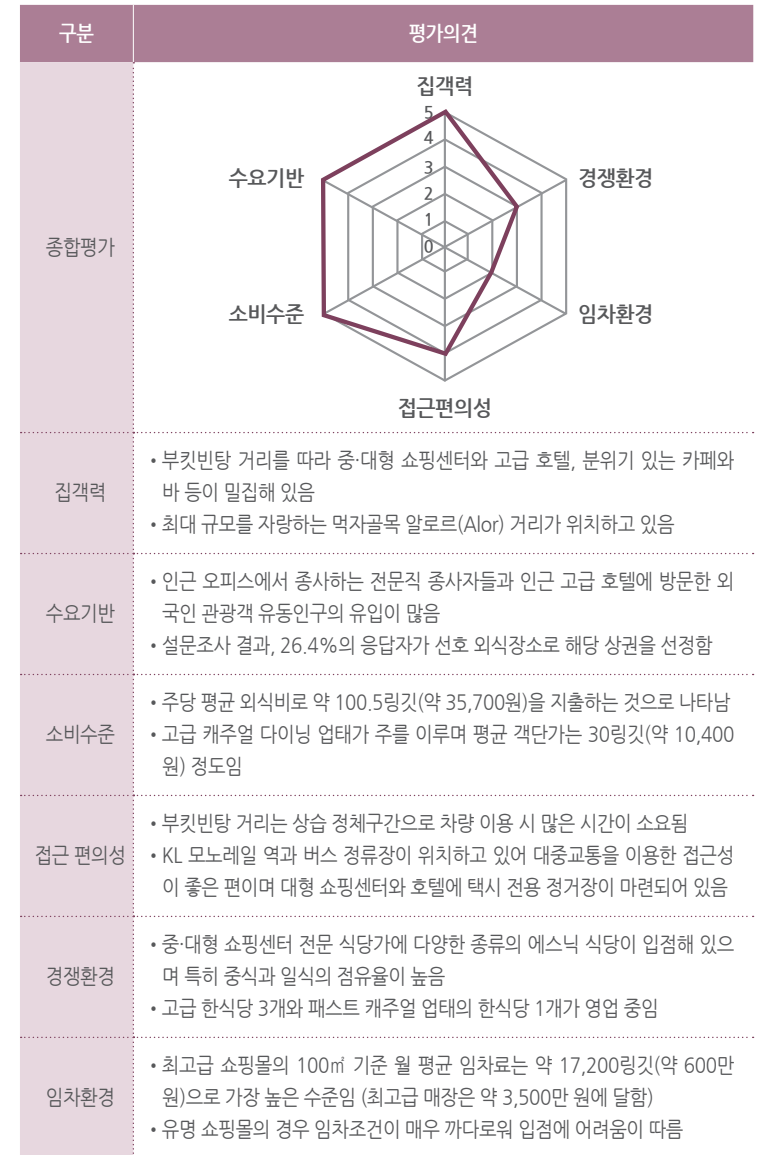 구분 평가의견
종합평가
집객력
5
4
3
2
1
0
수요기반 경쟁환경
소비수준 임차환경
접근편의성
집객력
• 부킷빈탕 거리를 따라 중·대형 쇼핑센터와 고급 호텔, 분위기 있는 카페와
바 등이 밀집해 있음
• 최대 규모를 자랑하는 먹자골목 알로르(Alor) 거리가 위치하고 있음
수요기반
• 인근 오피스에서 종사하는 전문직 종사자들과 인근 고급 호텔에 방문한 외
국인 관광객 유동인구의 유입이 많음
• 설문조사 결과, 26.4%의 응답자가 선호 외식장소로 해당 상권을 선정함
소비수준
• 주당 평균 외식비로 약 100.5링깃(약 35,700원)을 지출하는 것으로 나타남
• 고급 캐주얼 다이닝 업태가 주를 이루며 평균 객단가는 30링깃(약 10,400
원) 정도임
접근 편의성
• 부킷빈탕 거리는 상습 정체구간으로 차량 이용 시 많은 시간이 소요됨
• KL 모노레일 역과 버스 정류장이 위치하고 있어 대중교통을 이용한 접근성
이 좋은 편이며 대형 쇼핑센터와 호텔에 택시 전용 정거장이 마련되어 있음
경쟁환경
• 중·대형 쇼핑센터 전문 식당가에 다양한 종류의 에스닉 식당이 입점해 있으
며 특히 중식과 일식의 점유율이 높음
• 고급 한식당 3개와 패스트 캐주얼 업태의 한식당 1개가 영업 중임
임차환경
• 최고급 쇼핑몰의 100㎡ 기준 월 평균 임차료는 약 17,200링깃(약 600만
원)으로 가장 높은 수준임 (최고급 매장은 약 3,500만 원에 달함)
• 유명 쇼핑몰의 경우 임차조건이 매우 까다로워 입점에 어려움이 따름